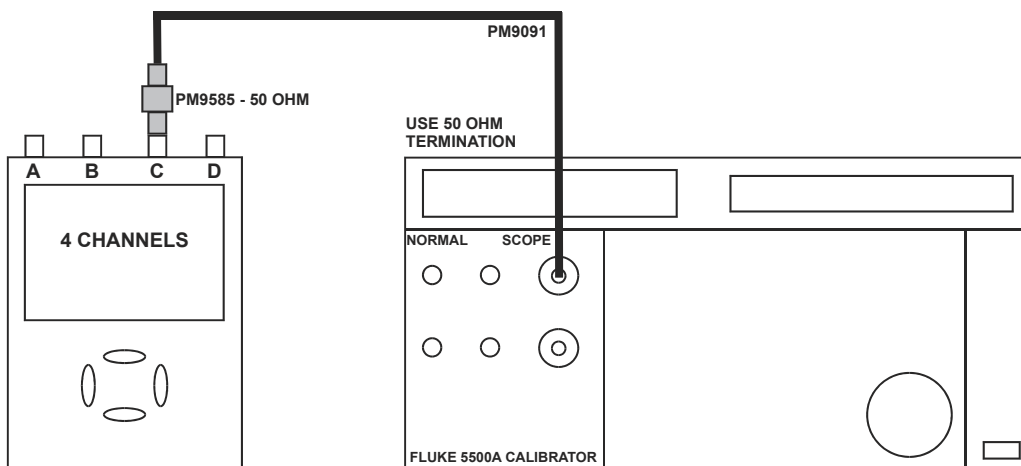 PM9091
PM9585 - 50 OHM
USE 50 OHM
TERMINATION
A B C D
4 CHANNELS
NORMAL SCOPE
FLUKE 5500A CALIBRATOR